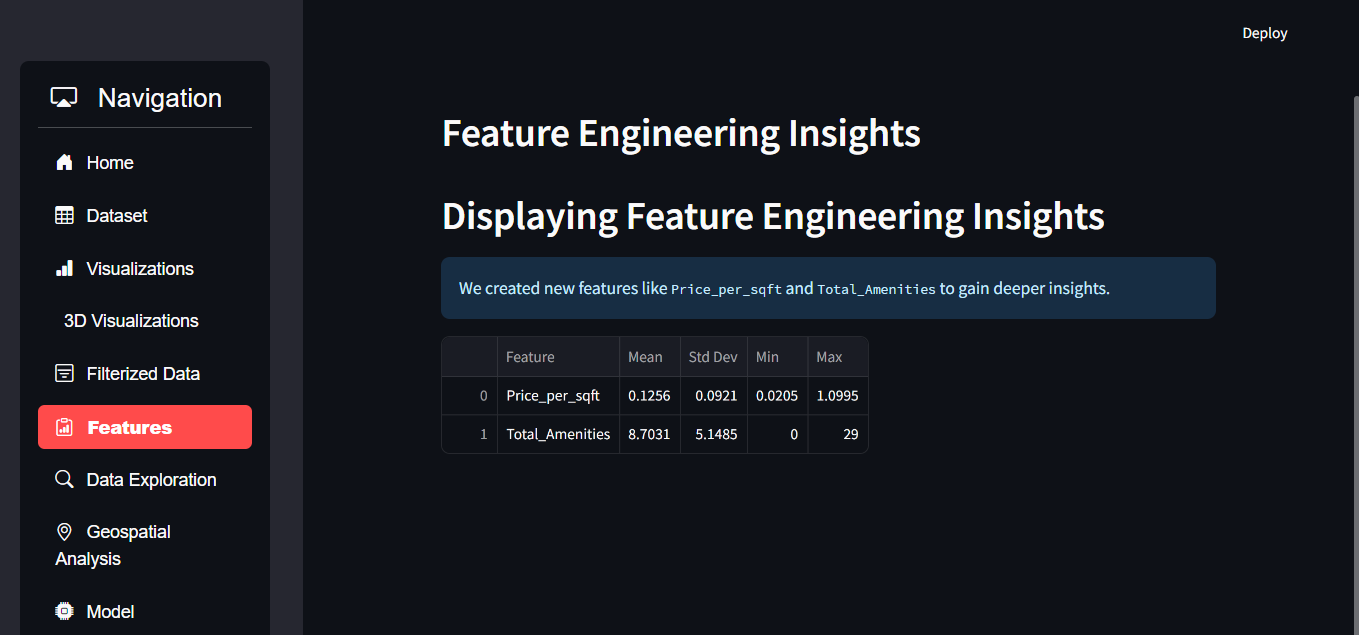 Deploy
Navigation
Home
Dataset
Visualizations
3D Visualizations
Filterized Data
Features
Data Exploration
Geospatial
Analysis
Model
Feature Engineering Insights
Displaying Feature Engineering Insights
We created new features like Price_per_sqft and Total_Amenities to gain deeper insights.
Feature Mean Std Dev Min Max
0 Price_per_sqft 0.1256 0.0921 0.0205 1.0995
1 Total_Amenities 8.7031 5.1485 0 29